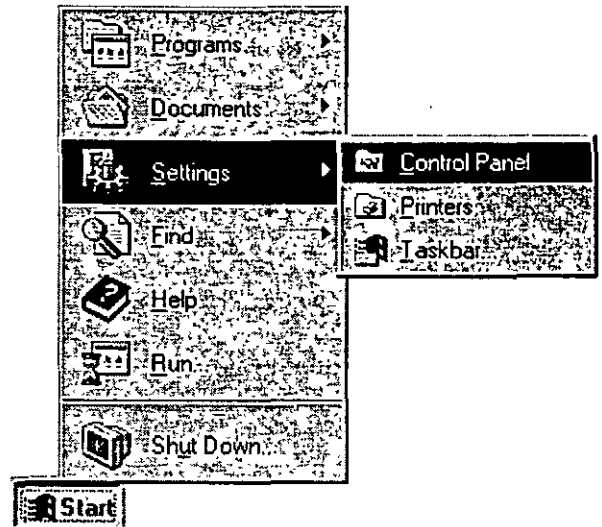 Programs
Documents
Settings
Find
Help
Run...
Shut Down...
Control Panel
Printers
Taskbar...
Start